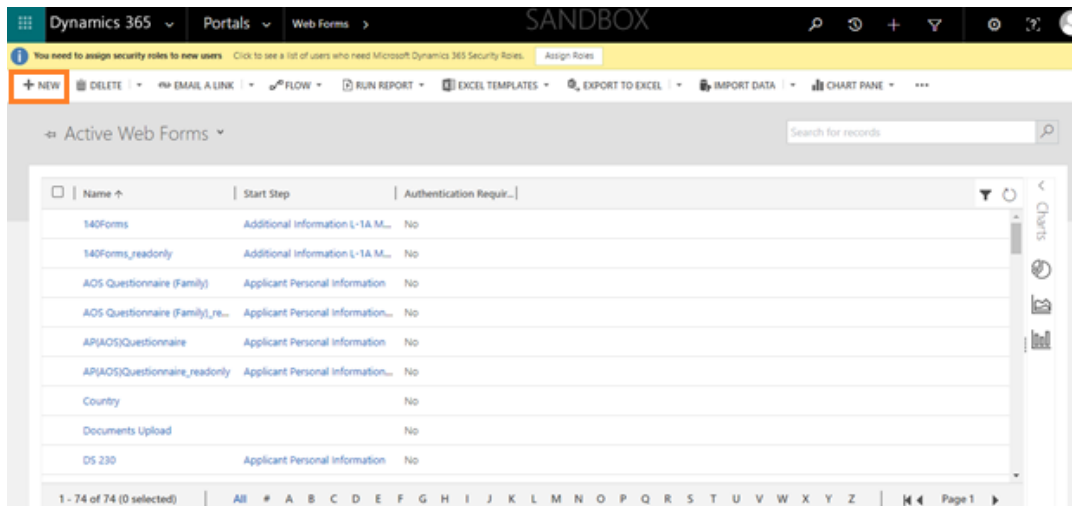 Dynamics 365 Portals Web Forms > SANDBOX
You need to assign security roles to new users Click to see a list of users who need Microsoft Dynamics 365 Security Roles. Assign Roles
+ NEW DELETE EMAIL A LINK FLOW RUN REPORT EXCEL TEMPLATES EXPORT TO EXCEL IMPORT DATA CHART PANE ...
Active Web Forms Search for records
Name ↑ Start Step Authentication Requir...
Charts
140Forms Additional Information L-1A M... No
140Forms_readonly Additional Information L-1A M... No
AOS Questionnaire (Family) Applicant Personal Information No
AOS Questionnaire (Family)_re... Applicant Personal Information... No
AP(AOS)Questionnaire Applicant Personal Information No
AP(AOS)Questionnaire_readonly Applicant Personal Information... No
Country No
Documents Upload No
DS 230 Applicant Personal Information No
1 - 74 of 74 (0 selected) All # A B C D E F G H I J K L M N O P Q R S T U V W X Y Z Page 1